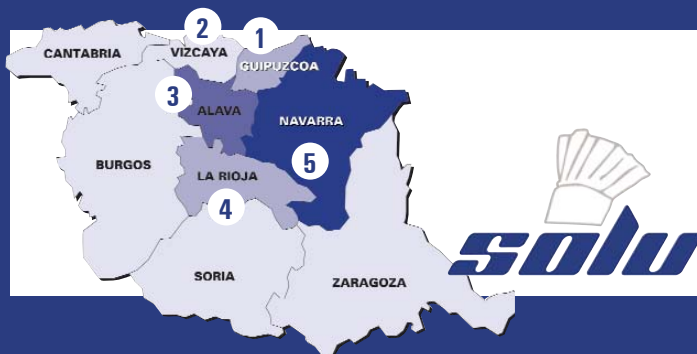 2
1
CANTABRIA
VIZCAYA
GUIPUZCOA
3
ALAVA
NAVARRA
BURGOS
5
LA RIOJA
4
SORIA
ZARAGOZA
solu